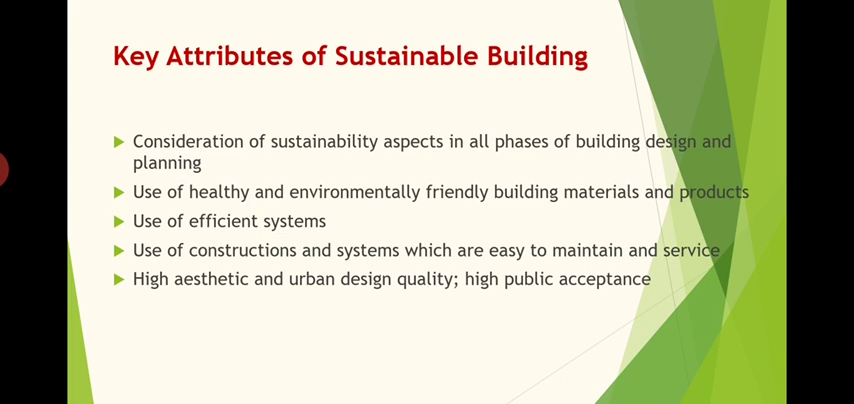 Key Attributes of Sustainable Building
Consideration of sustainability aspects in all phases of building design and
planning
Use of healthy and environmentally friendly building materials and products
Use of efficient systems
Use of constructions and systems which are easy to maintain and service
High aesthetic and urban design quality; high public acceptance